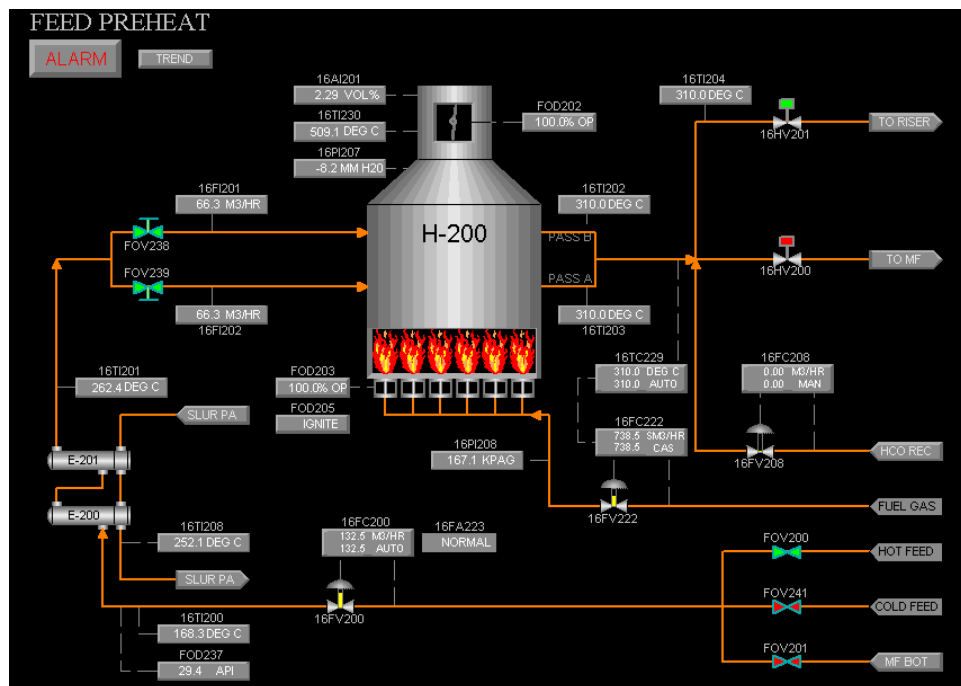 FEED PREHEAT
ALARM
TREND
16AI201
2.29 VOL%
16TI230
509.1 DEG C
16PI207
-8.2 MM H20
FOD202
100.0% OP
16TI204
310.0 DEG C
16HV201
TO RISER
16FI201
66.3 M3/HR
FOV238
FOV239
66.3 M3/HR
16FI202
H-200
16TI202
310.0 DEG C
PASS B
PASS A
310.0 DEG C
16TI203
16HV200
TO MF
16TI201
262.4 DEG C
SLUR PA
FOD203
100.0% OP
FOD205
IGNITE
16TC229
310.0 DEG C
310.0 AUTO
16FC208
0.00 M3/HR
0.00 MAN
16FV208
HCO REC
16FC222
738.5 SM3/HR
738.5 CAS
16PI208
167.1 KPAG
16FV222
FUEL GAS
E-201
E-200
16TI208
252.1 DEG C
SLUR PA
16FC200
132.5 M3/HR
132.5 AUTO
16FA223
NORMAL
16FV200
FOV200
HOT FEED
FOV241
COLD FEED
FOV201
MF BOT
16TI200
168.3 DEG C
FOD237
29.4 API